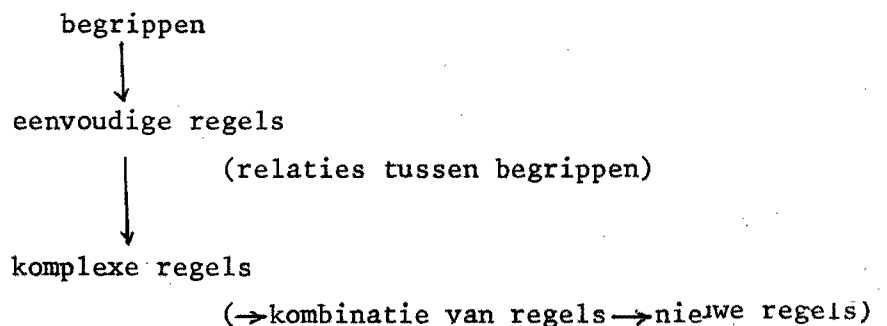 begrippen
eenvoudige regels
(relaties tussen begrippen)
komplexe regels
(→kombinatie van regels→nieuwe regels)